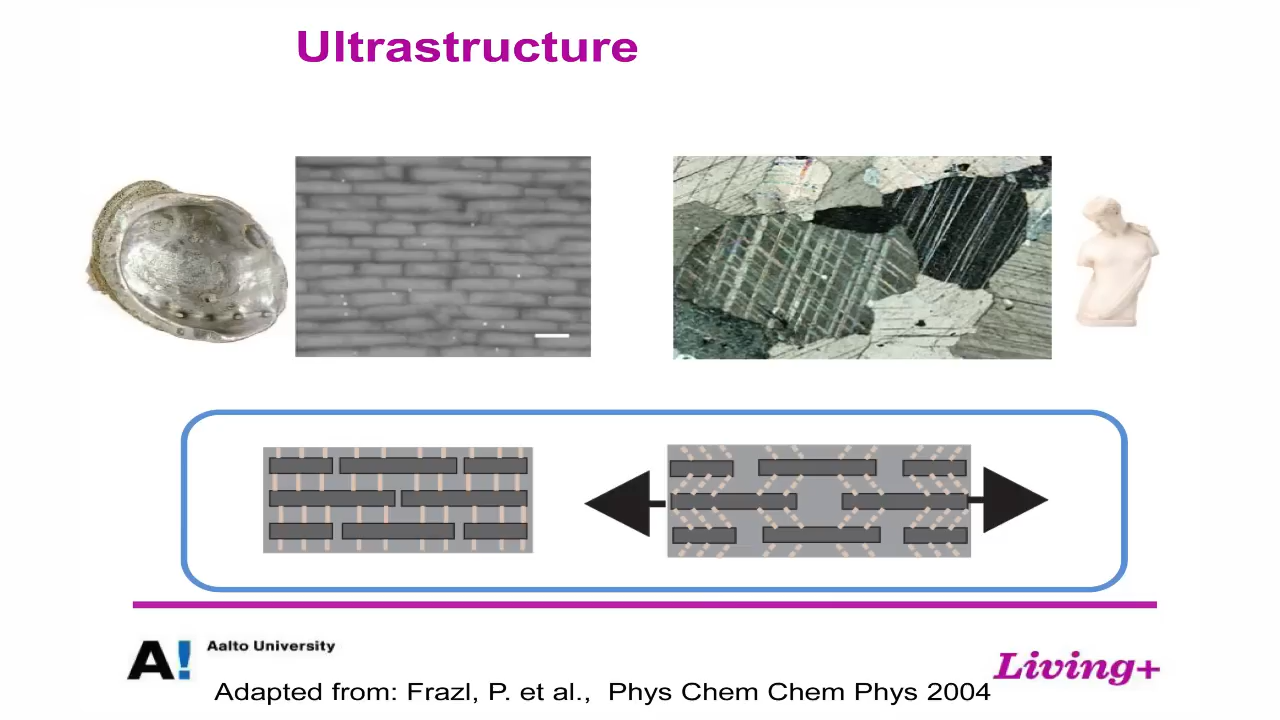 Ultrastructure
A! Aalto University
Living+
Adapted from: Frazl, P. et al., Phys Chem Chem Phys 2004